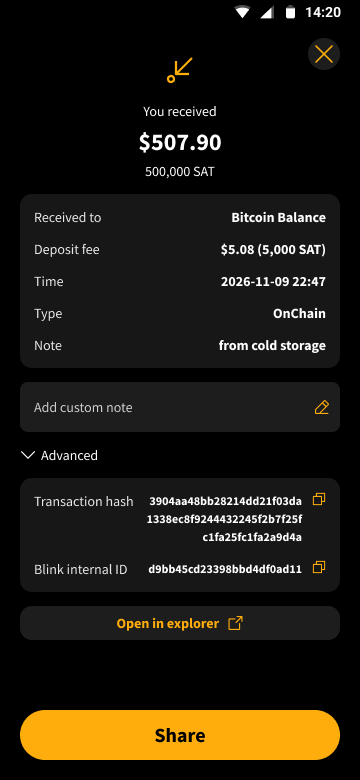 14:20
You received
$507.90
500,000 SAT
Received to Bitcoin Balance
Deposit fee $5.08 (5,000 SAT)
Time 2026-11-09 22:47
Type OnChain
Note from cold storage
Add custom note
Advanced
Transaction hash 3904aa48bb28214dd21f03da
1338ec8f9244432245f2b7f25f
c1fa25fc1fa2a9d4a
Blink internal ID d9bb45cd23398bbd4df0ad11
Open in explorer
Share